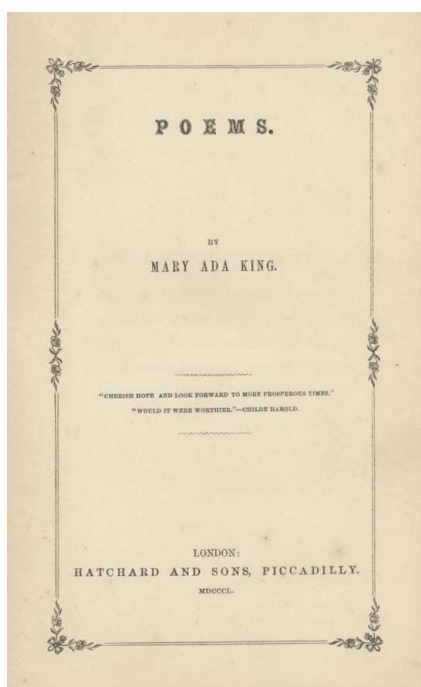 POEMS.
BY
MARY ADA KING.
"CHERISH HOPE AND LOOK FORWARD TO MORE PROSPEROUS TIMES."
"WOULD IT WERE WORTHIER."—CHILDE HAROLD.
LONDON:
HATCHARD AND SONS, PICCADILLY.
MDCCCL.